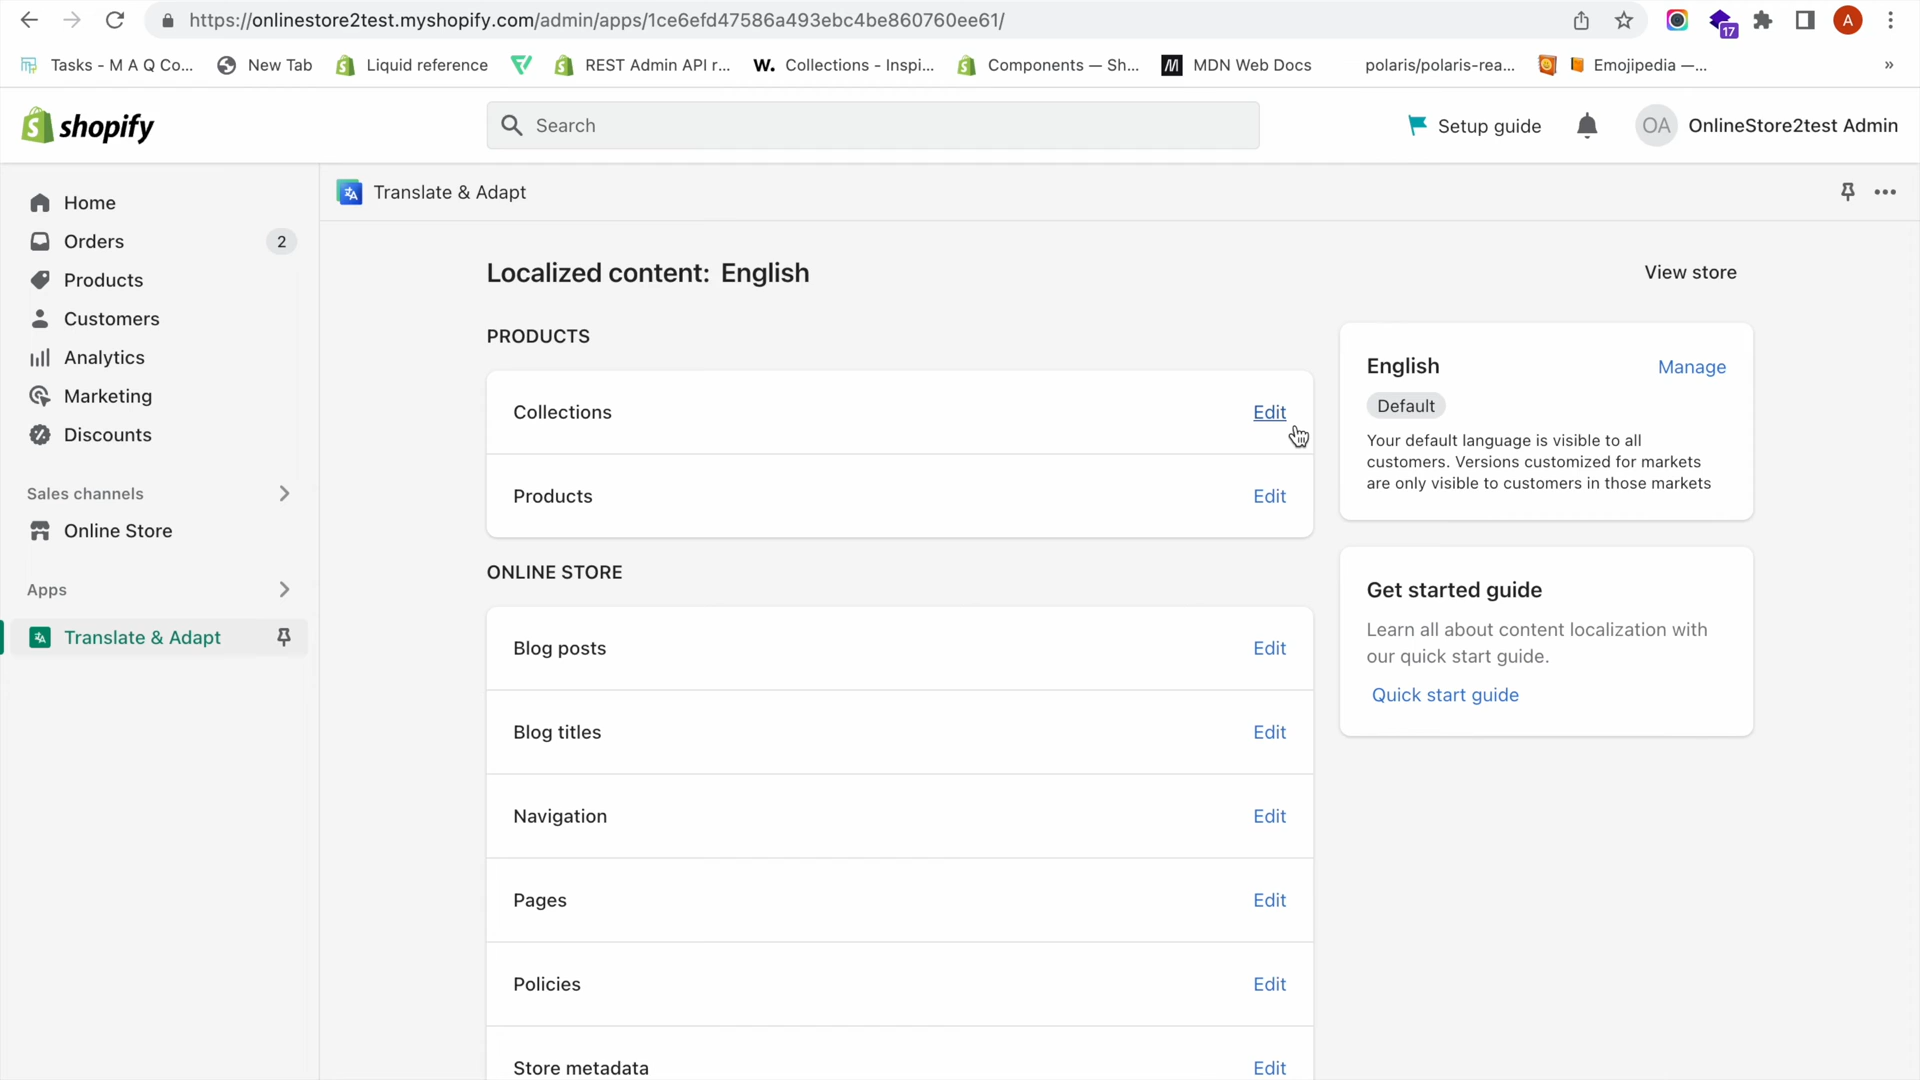 https://onlinestore2test.myshopify.com/admin/apps/1ce6efd47586a493ebc4be860760ee61/
17
A
Tasks - M A Q Co...
New Tab
Liquid reference
REST Admin API r...
W.
Collections - Inspi...
Components — Sh...
M
MDN Web Docs
polaris/polaris-rea...
Emojipedia —...
»
shopify
Search
Setup guide
OA
OnlineStore2test Admin
Home
Orders
2
Products
Customers
Analytics
Marketing
Discounts
Sales channels
Online Store
Apps
Translate & Adapt
Translate & Adapt
Localized content: English
View store
PRODUCTS
Collections
Edit
Products
Edit
ONLINE STORE
Blog posts
Edit
Blog titles
Edit
Navigation
Edit
Pages
Edit
Policies
Edit
Store metadata
Edit
English
Manage
Default
Your default language is visible to all
customers. Versions customized for markets
are only visible to customers in those markets
Get started guide
Learn all about content localization with
our quick start guide.
Quick start guide